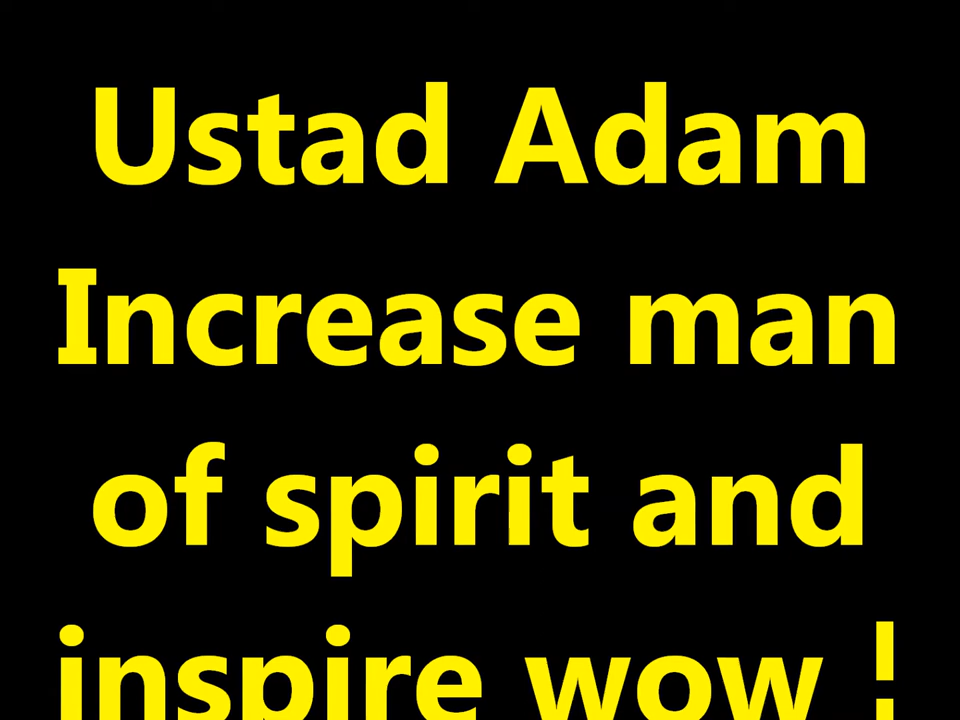 Ustad Adam
Increase man
of spirit and
inspire wow !